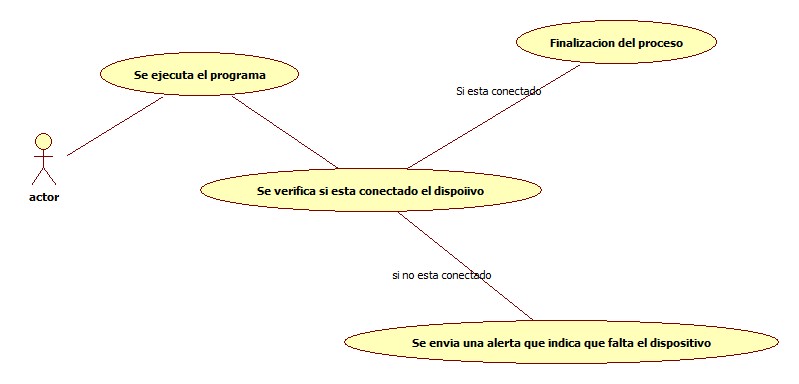 Finalizacion del proceso
Se ejecuta el programa
Si esta conectado
Se verifica si esta conectado el dispoiivo
actor
si no esta conectado
Se envia una alerta que indica que falta el dispositivo